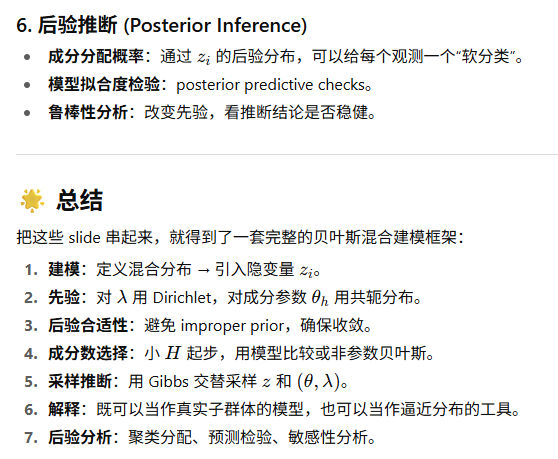 6. 后验推断 (Posterior Inference)
• 成分分配概率：通过 z_i 的后验分布，可以给每个观测一个“软分类”。
• 模型拟合度检验：posterior predictive checks。
• 鲁棒性分析：改变先验，看推断结论是否稳健。
🌟 总结
把这些 slide 串起来，就得到了一套完整的贝叶斯混合建模框架：
1. 建模：定义混合分布 → 引入隐变量 z_i。
2. 先验：对 λ 用 Dirichlet，对成分参数 θ_h 用共轭分布。
3. 后验合适性：避免 improper prior，确保收敛。
4. 成分数选择：小 H 起步，用模型比较或非参数贝叶斯。
5. 采样推断：用 Gibbs 交替采样 z 和 (θ, λ)。
6. 解释：既可以当作真实子群体的模型，也可以当作逼近分布的工具。
7. 后验分析：聚类分配、预测检验、敏感性分析。